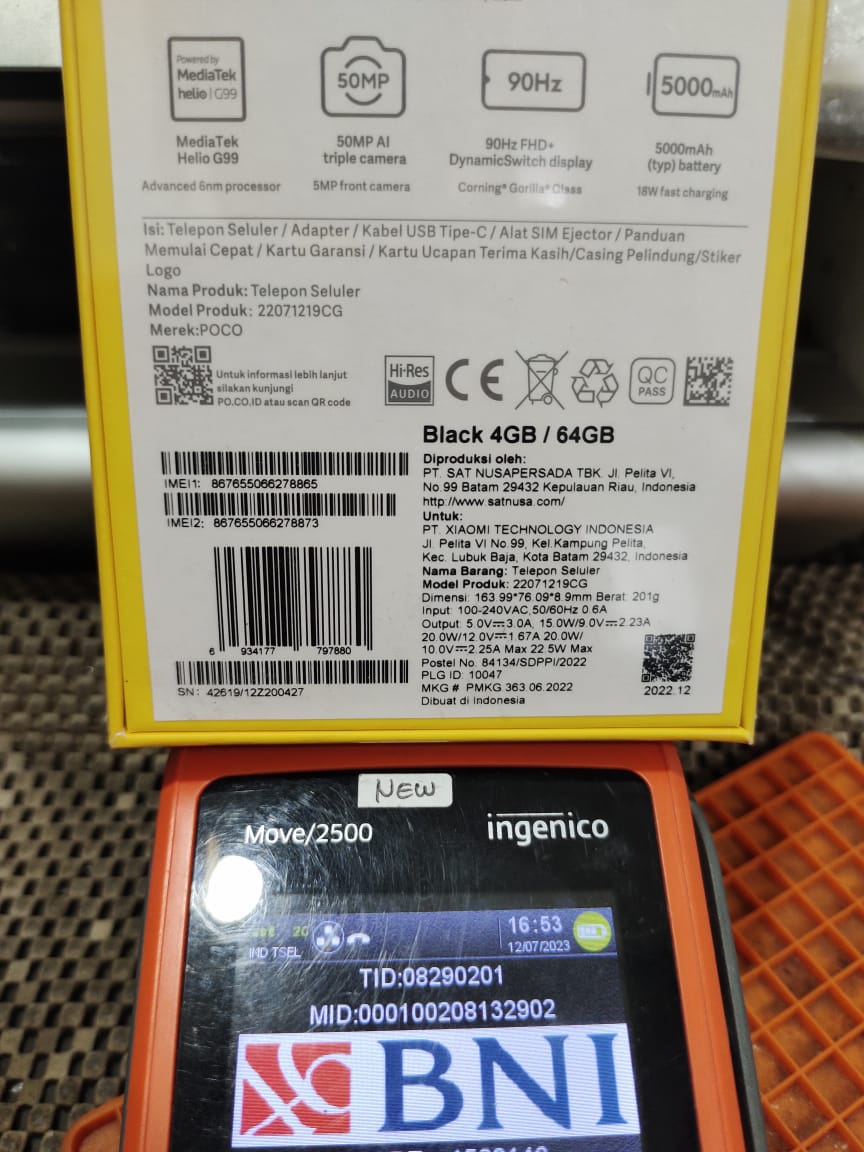 Powered by
MediaTek
helio | G99
50MP
90Hz
5000mAh
MediaTek
Helio G99
50MP AI
triple camera
90Hz FHD+
DynamicSwitch display
5000mAh
(typ) battery
Advanced 6nm processor
5MP front camera
Corning® Gorilla® Glass
18W fast charging
Isi: Telepon Seluler / Adapter / Kabel USB Tipe-C / Alat SIM Ejector / Panduan
Memulai Cepat / Kartu Garansi / Kartu Ucapan Terima Kasih/Casing Pelindung/Stiker
Logo
Nama Produk: Telepon Seluler
Model Produk: 22071219CG
Merek:POCO
Untuk informasi lebih lanjut
silakan kunjungi
PO.CO.ID atau scan QR code
Hi-Res
AUDIO
CE
QC
PASS
Black 4GB / 64GB
Diproduksi oleh:
PT. SAT NUSAPERSADA TBK. Jl. Pelita VI,
No.99 Batam 29432 Kepulauan Riau, Indonesia
http://www.satnusa.com/
Untuk:
PT. XIAOMI TECHNOLOGY INDONESIA
Jl. Pelita VI No.99, Kel.Kampung Pelita,
Kec. Lubuk Baja, Kota Batam 29432, Indonesia
Nama Barang: Telepon Seluler
Model Produk: 22071219CG
Dimensi: 163.99*76.09*8.9mm Berat: 201g
Input: 100-240VAC,50/60Hz 0.6A
Output: 5.0V⎓3.0A, 15.0W/9.0V⎓2.23A
20.0W/12.0V⎓1.67A 20.0W/
10.0V⎓2.25A Max 22.5W Max
Postel No. 84134/SDPPI/2022
PLG ID: 10047
MKG # PMKG.363.06.2022
Dibuat di Indonesia
2022.12
IMEI1: 867655066278865
IMEI2: 867655066278873
6 934177 797880
SN: 42619/12Z200427
NEW
Move/2500
ingenico
IND TSEL
16:53
12/07/2023
TID:08290201
MID:000100208132902
BNI